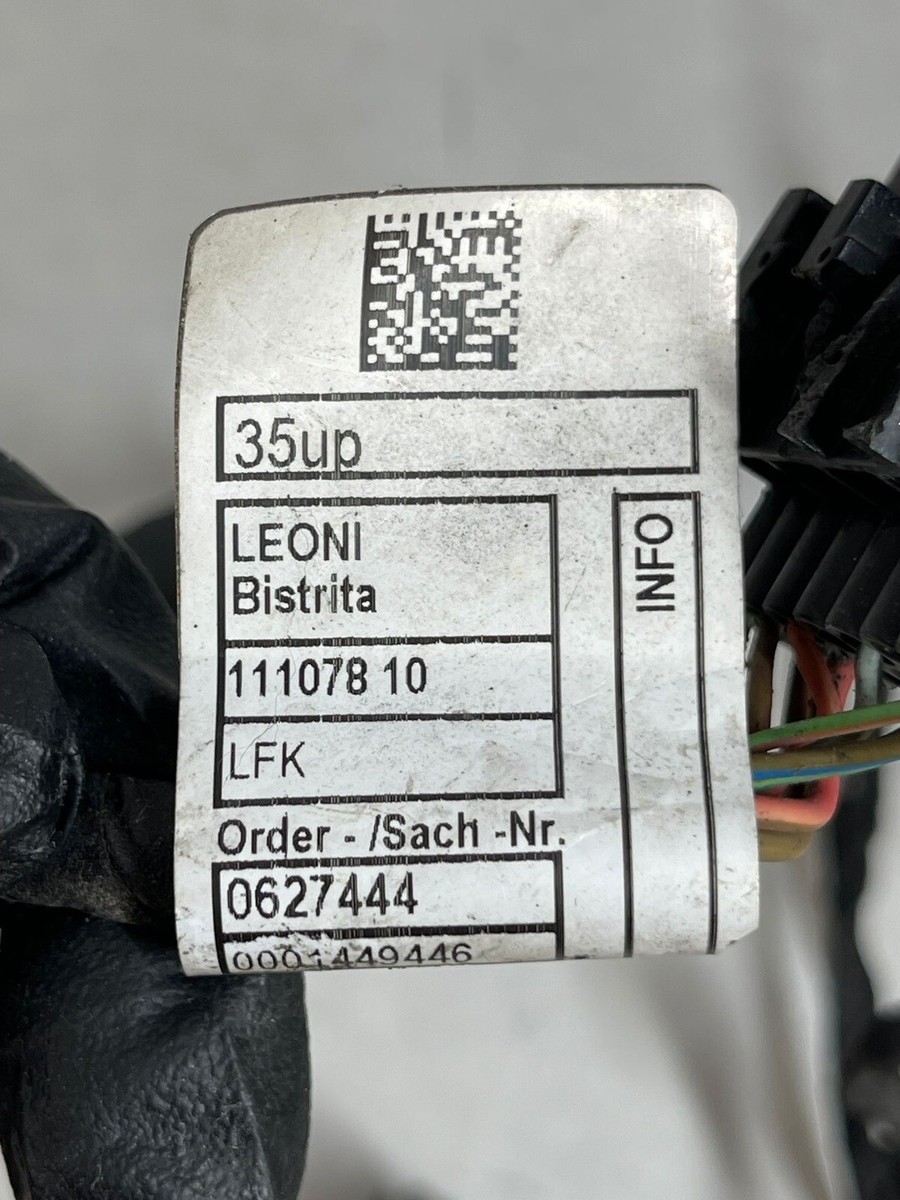 35up
LEONI
Bistrita
111078 10
LFK
INFO
Order - /Sach -Nr.
0627444
0001449446